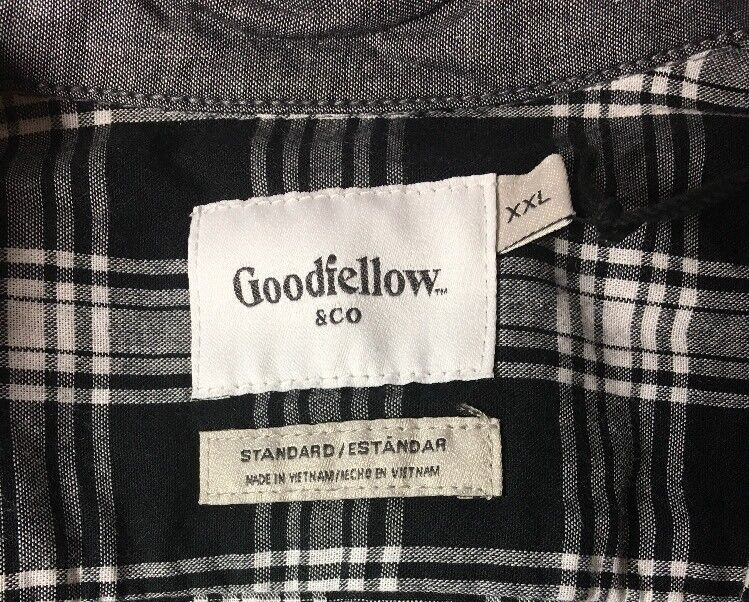 XXL
Goodfellow™
&CO
STANDARD/ESTÁNDAR
MADE IN VIETNAM/HECHO EN VIETNAM